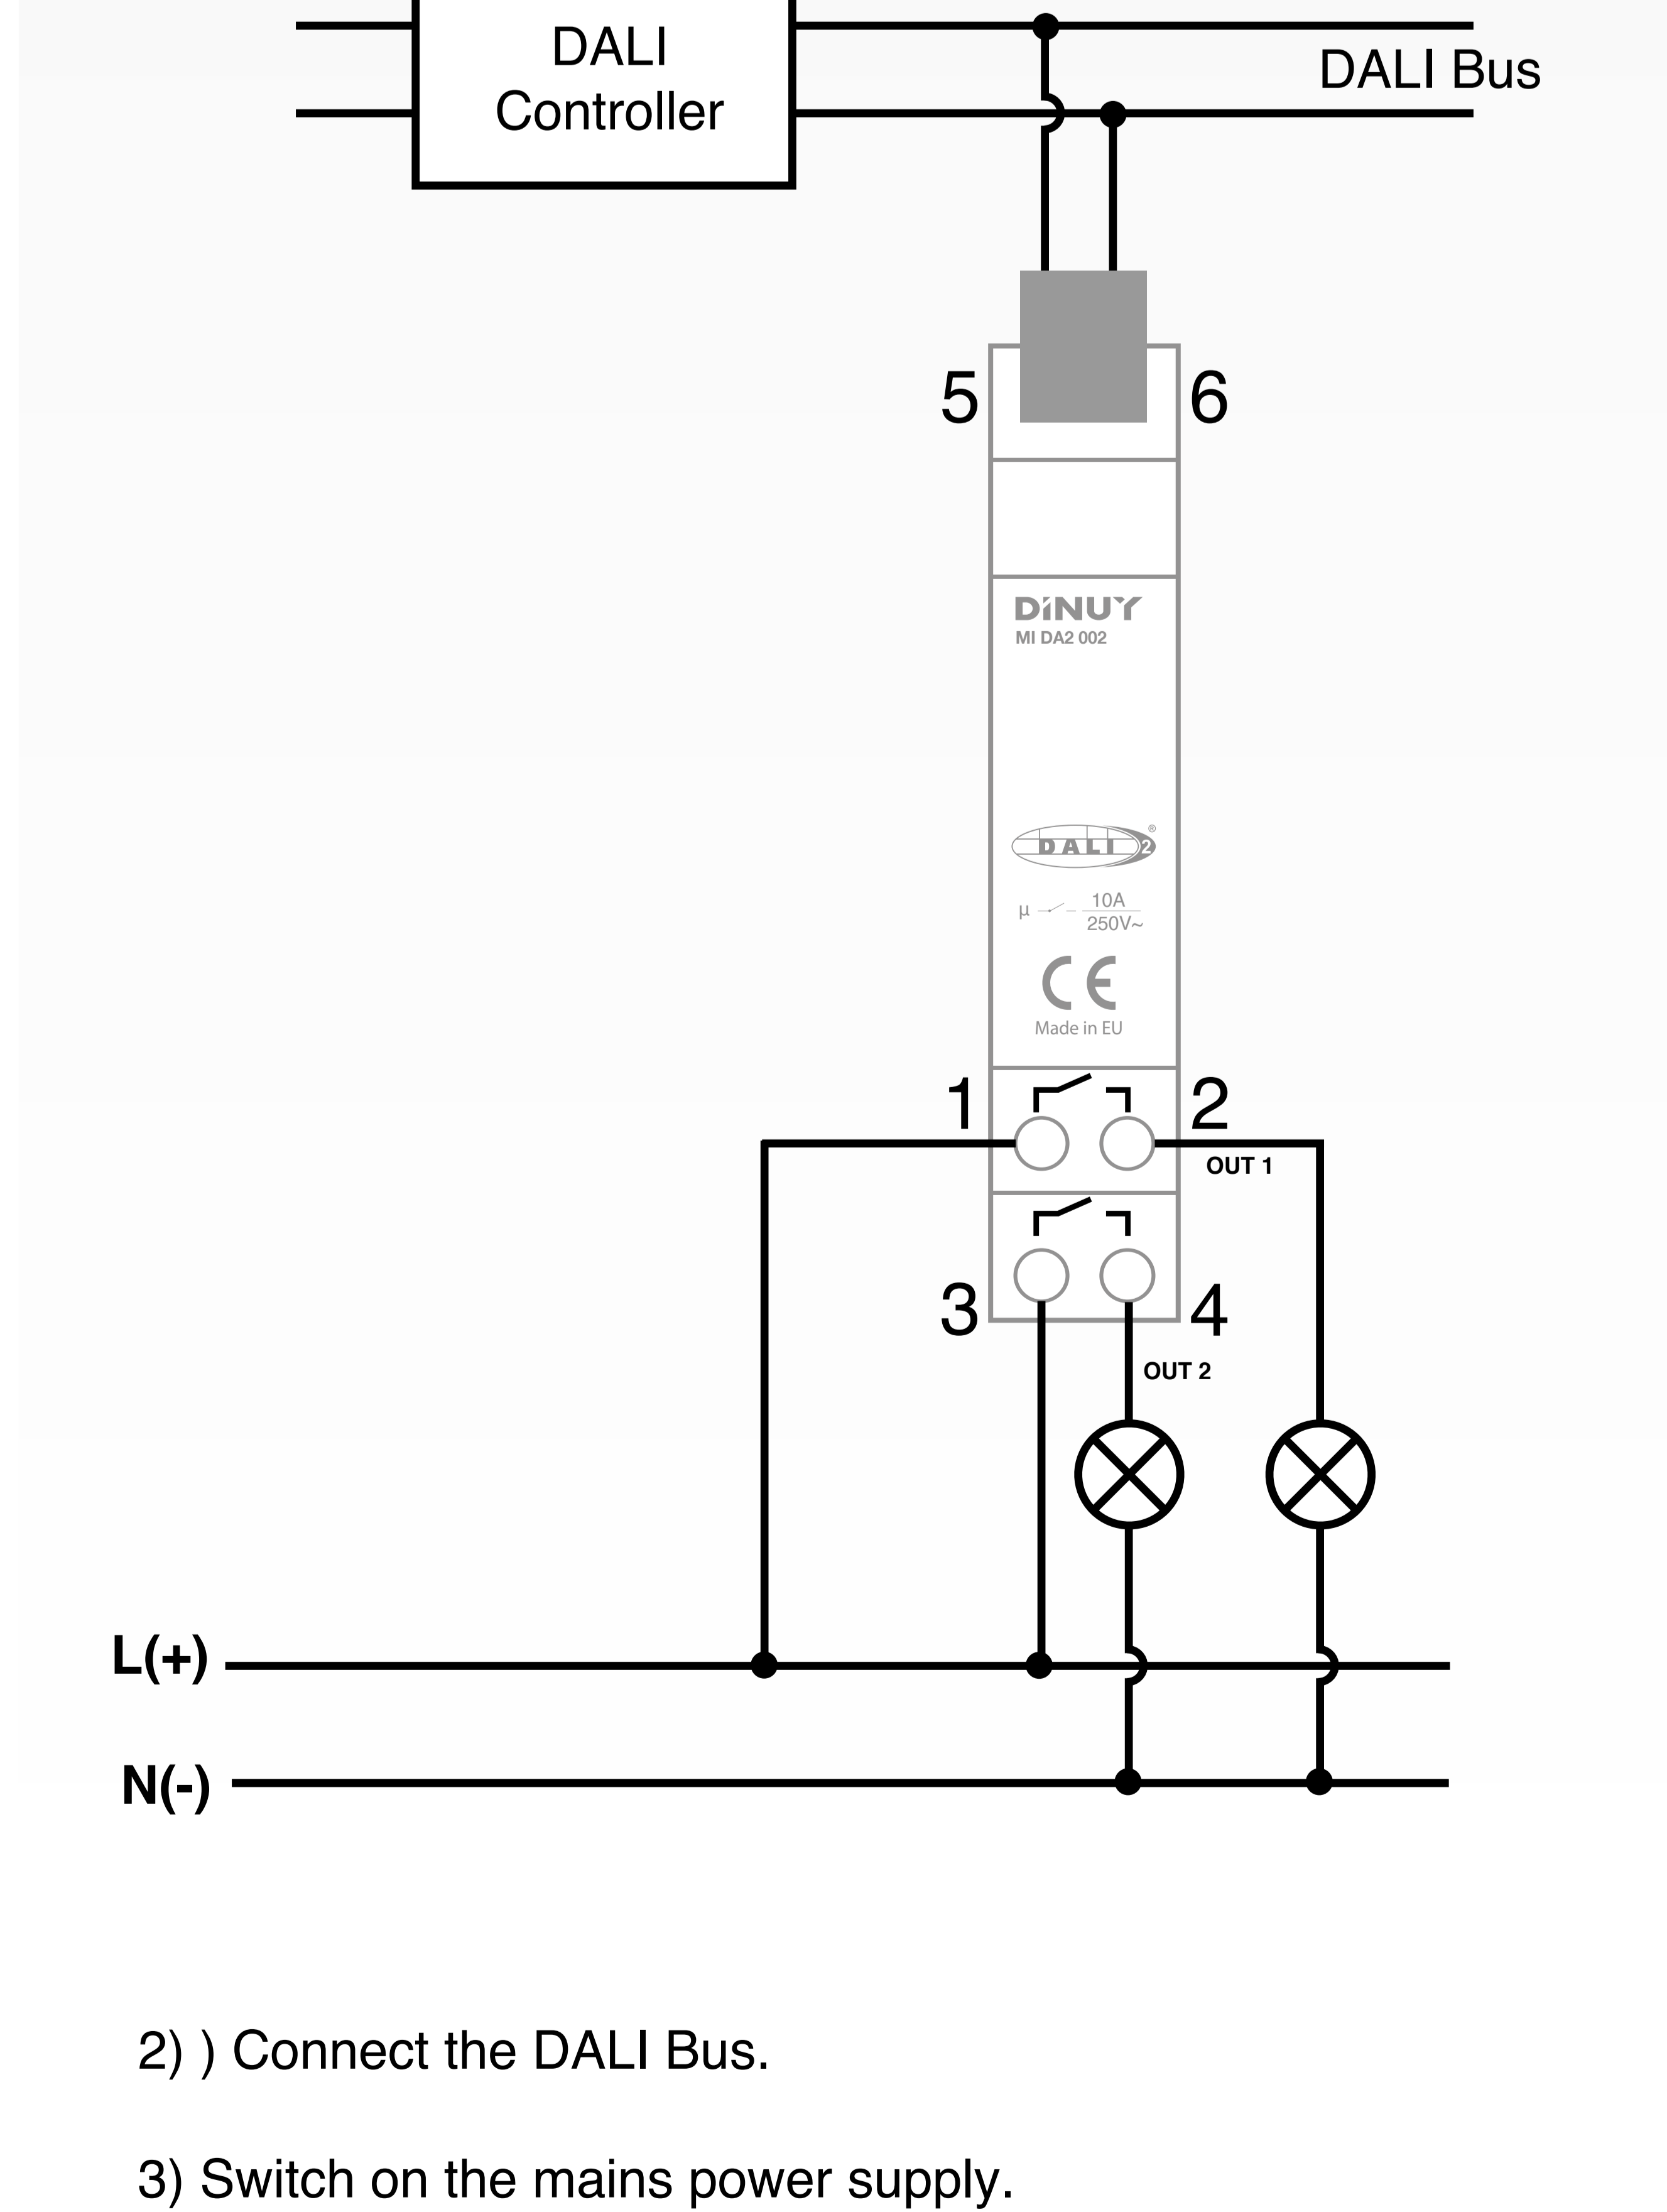 DALI
Controller
DALI Bus
5
6
DiNUY
MI DA2 002
DALI 2 ®
μ 10A
250V~
CE
Made in EU
1
2
OUT 1
3
4
OUT 2
L(+)
N(-)
2) ) Connect the DALI Bus.
3) Switch on the mains power supply.